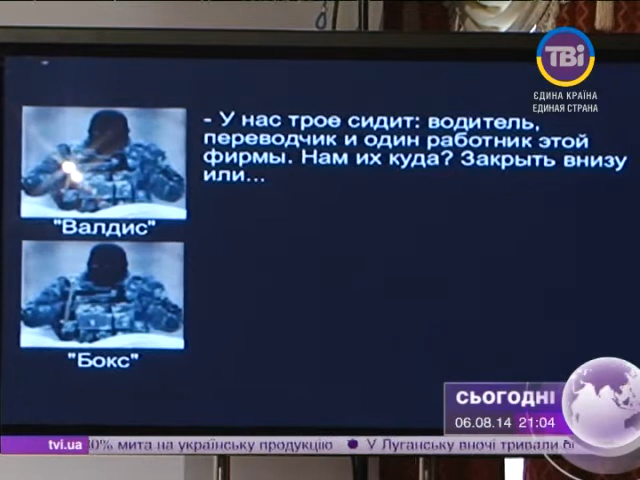 ТВі
ЄДИНА КРАЇНА
ЕДИНАЯ СТРАНА
- У нас трое сидит: водитель,
переводчик и один работник этой
фирмы. Нам их куда? Закрыть внизу
или...
"Валдис"
"Бокс"
СЬОГОДНІ
06.08.14 21:04
tvi.ua 30% мита на українську продукцію У Луганську вночі тривали